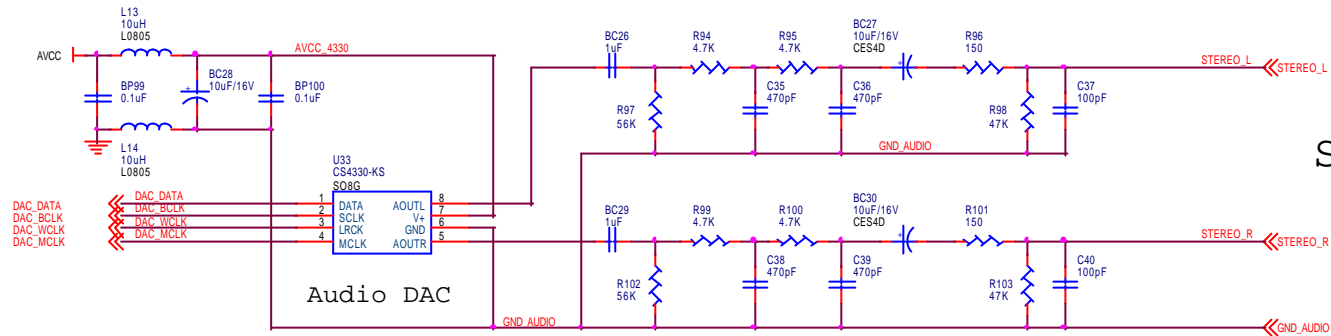 L13
10uH
L0805
AVCC
AVCC_4330
BP99
0.1uF
BC28
10uF/16V
BP100
0.1uF
L14
10uH
L0805
U33
CS4330-KS
SO8G
DAC_DATA
DAC_BCLK
DAC_WCLK
DAC_MCLK
DAC_DATA
DAC_BCLK
DAC_WCLK
DAC_MCLK
1 DATA AOUTL 8
2 SCLK V+ 7
3 LRCK GND 6
4 MCLK AOUTR 5
Audio DAC
BC26
1uF
R94
4.7K
R95
4.7K
BC27
10uF/16V
CES4D
R96
150
R97
56K
C35
470pF
C36
470pF
R98
47K
C37
100pF
STEREO_L
STEREO_L
GND_AUDIO
S
BC29
1uF
R99
4.7K
R100
4.7K
BC30
10uF/16V
CES4D
R101
150
R102
56K
C38
470pF
C39
470pF
R103
47K
C40
100pF
STEREO_R
STEREO_R
GND_AUDIO
GND_AUDIO